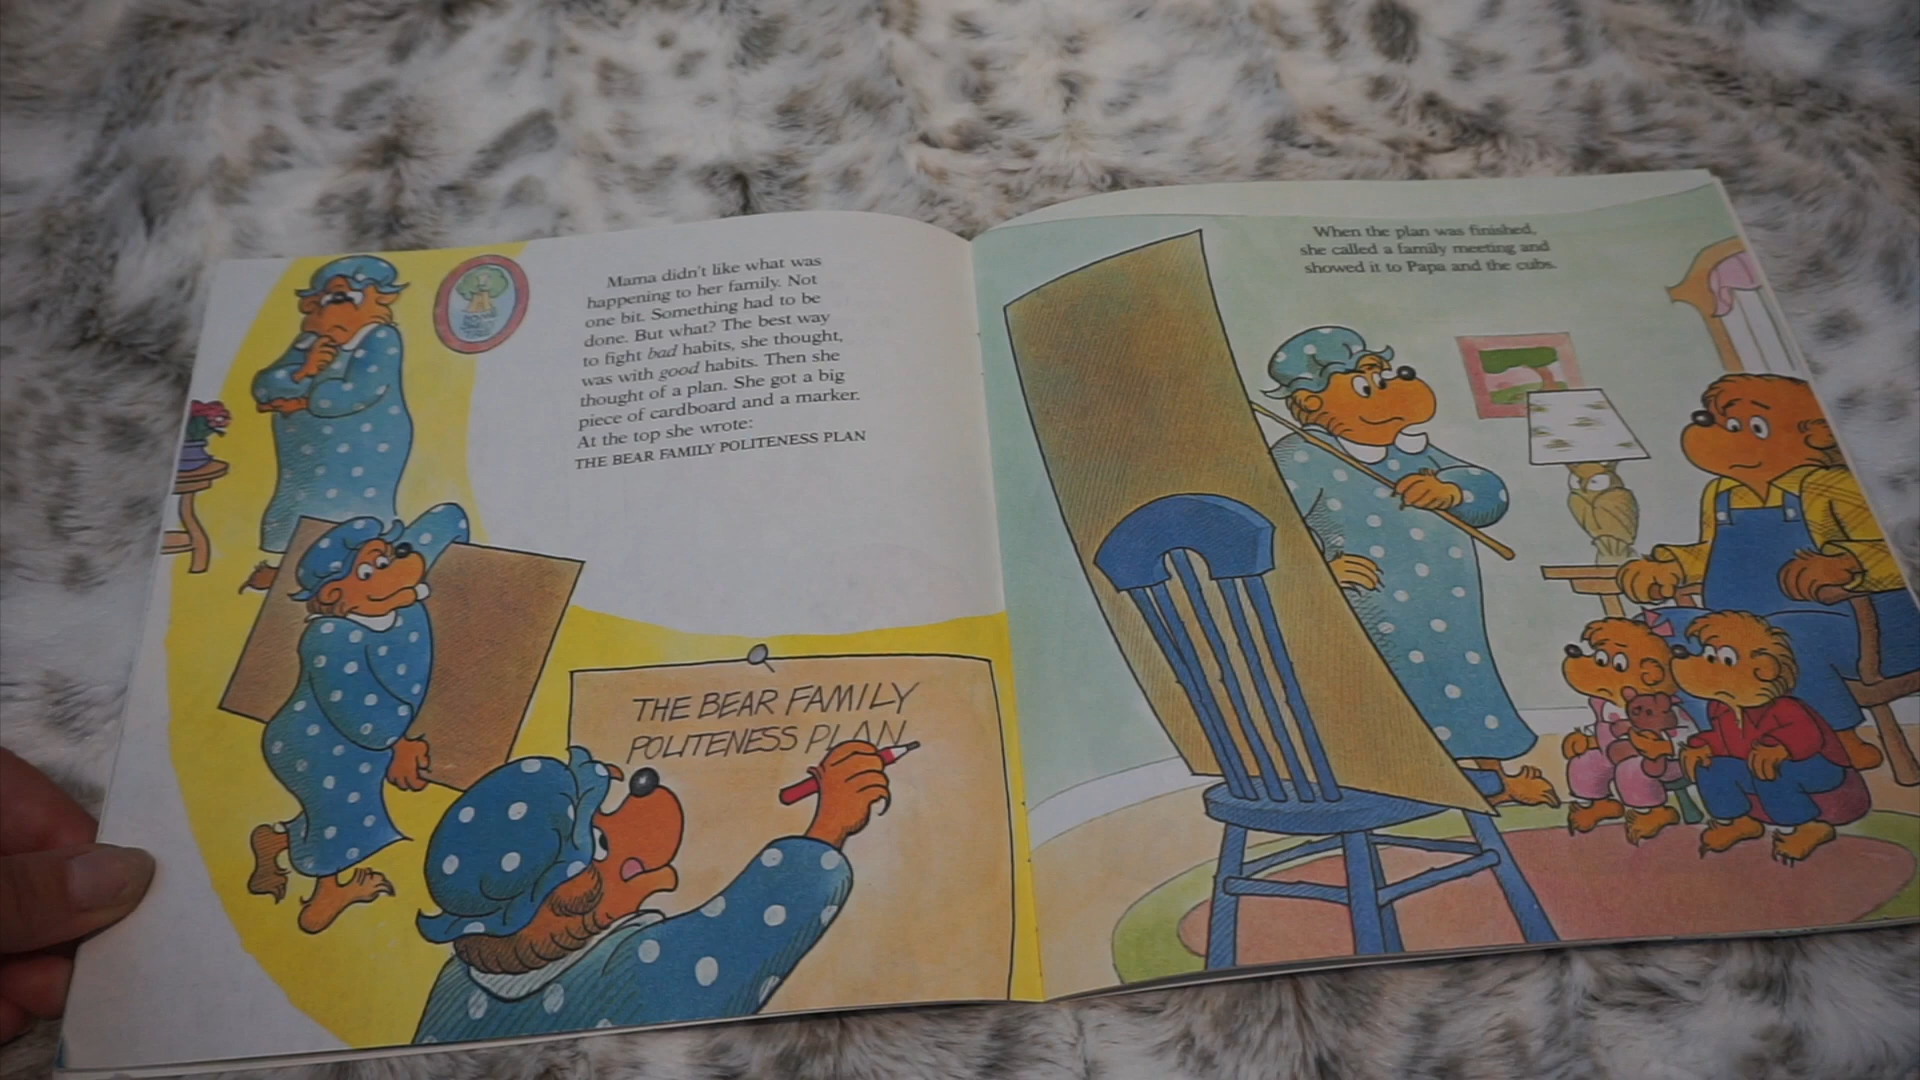 Mama didn't like what was
happening to her family. Not
one bit. Something had to be
done. But what? The best way
to fight bad habits, she thought,
was with good habits. Then she
thought of a plan. She got a big
piece of cardboard and a marker.
At the top she wrote:
THE BEAR FAMILY POLITENESS PLAN
THE BEAR FAMILY
POLITENESS PLAN
When the plan was finished,
she called a family meeting and
showed it to Papa and the cubs.